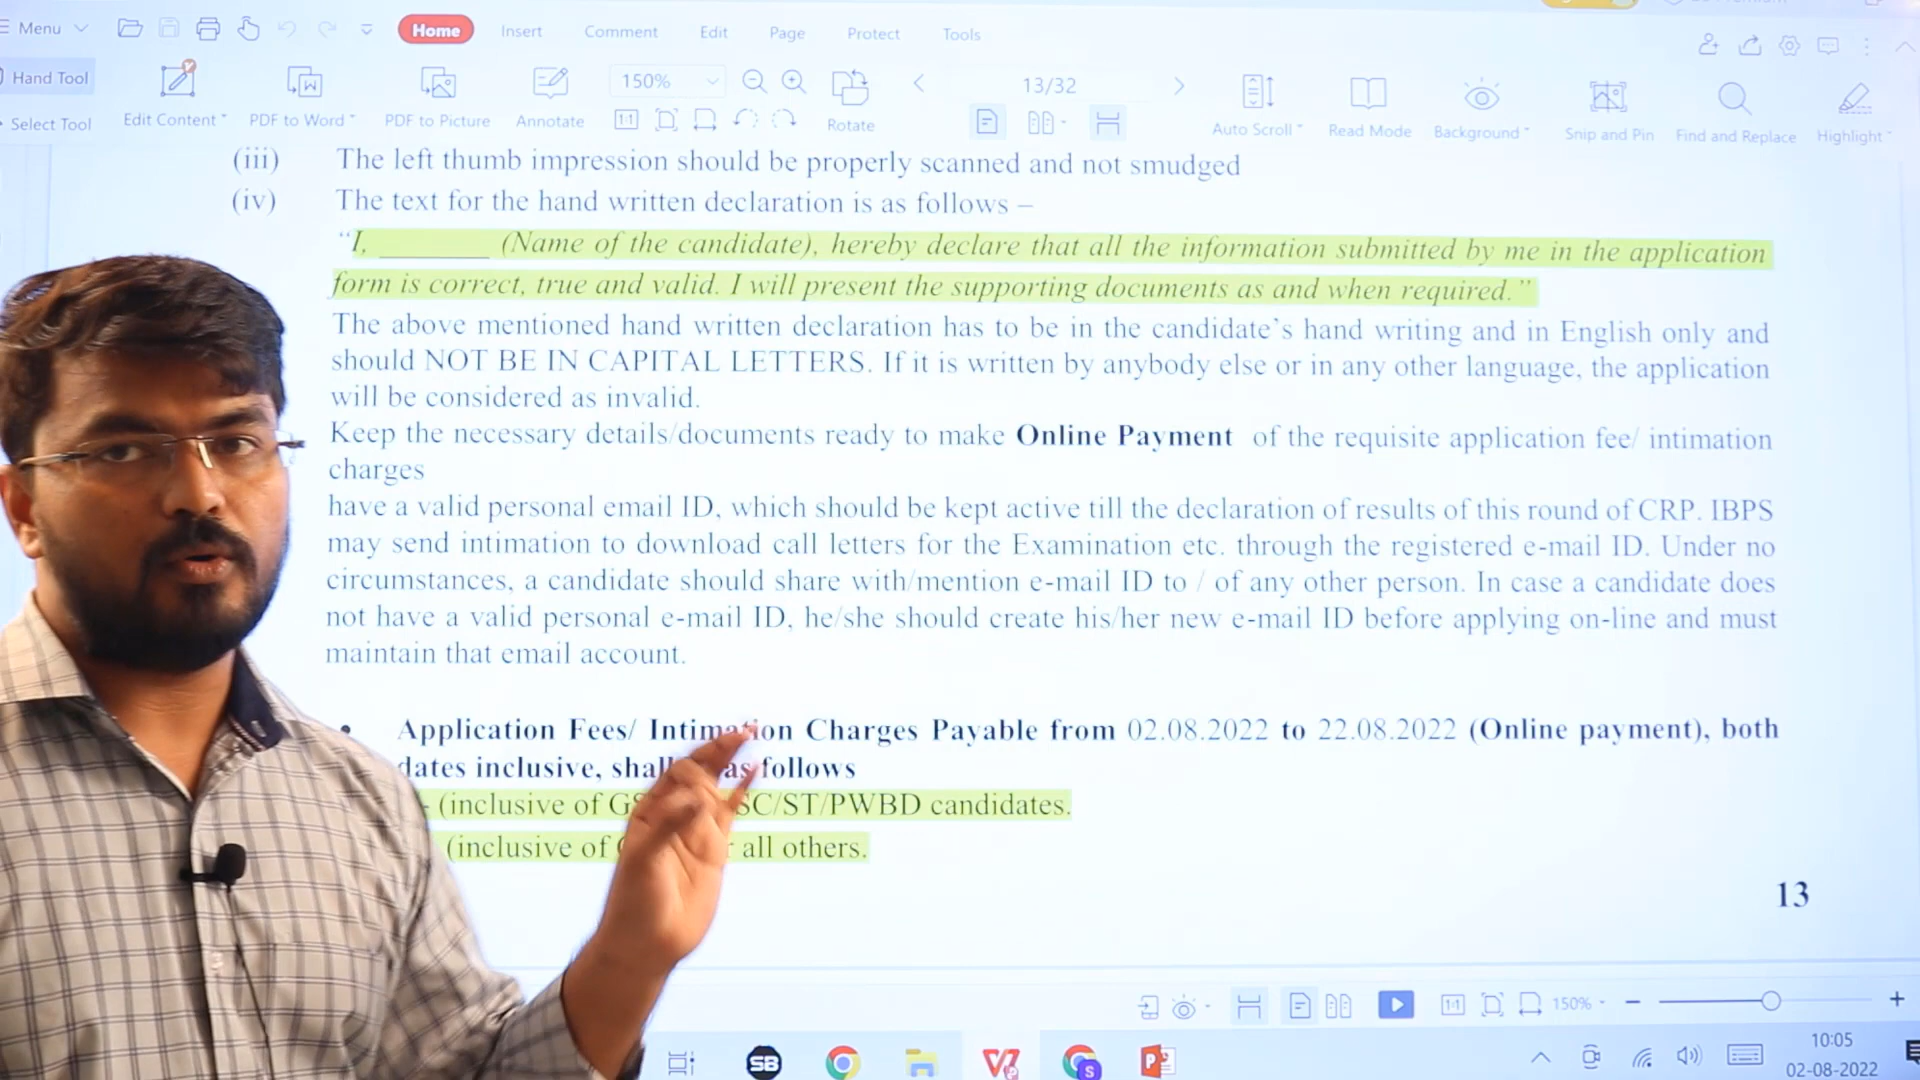 Menu
Home
Insert
Comment
Edit
Page
Protect
Tools
Hand Tool
Select Tool
Edit Content
PDF to Word
PDF to Picture
Annotate
150%
1:1
Rotate
13/32
Auto Scroll
Read Mode
Background
Snip and Pin
Find and Replace
Highlight
(iii) The left thumb impression should be properly scanned and not smudged
(iv) The text for the hand written declaration is as follows –
“I, ________ (Name of the candidate), hereby declare that all the information submitted by me in the application
form is correct, true and valid. I will present the supporting documents as and when required.”
The above mentioned hand written declaration has to be in the candidate’s hand writing and in English only and
should NOT BE IN CAPITAL LETTERS. If it is written by anybody else or in any other language, the application
will be considered as invalid.
Keep the necessary details/documents ready to make Online Payment of the requisite application fee/ intimation
charges
have a valid personal email ID, which should be kept active till the declaration of results of this round of CRP. IBPS
may send intimation to download call letters for the Examination etc. through the registered e-mail ID. Under no
circumstances, a candidate should share with/mention e-mail ID to / of any other person. In case a candidate does
not have a valid personal e-mail ID, he/she should create his/her new e-mail ID before applying on-line and must
maintain that email account.
• Application Fees/ Intimation Charges Payable from 02.08.2022 to 22.08.2022 (Online payment), both
dates inclusive, shall as follows
- (inclusive of SC/ST/PWBD candidates.
(inclusive of all others.
13
1:1
150%
SB
S
P
10:05
02-08-2022